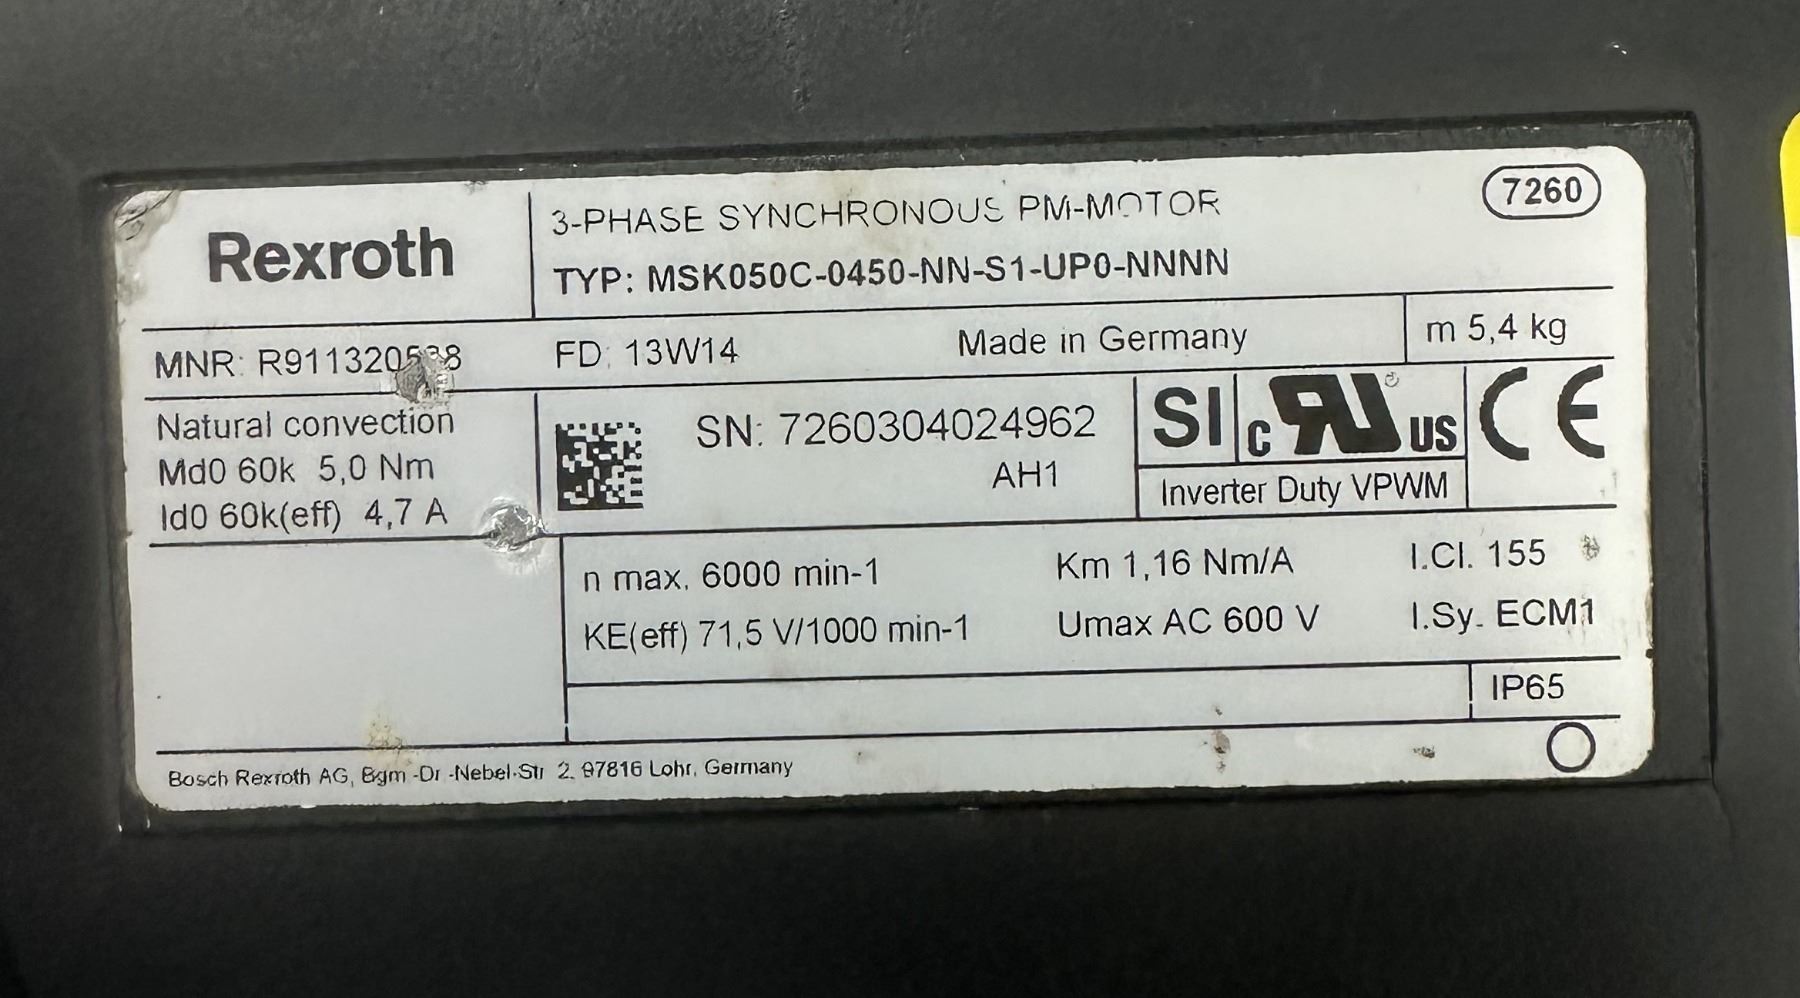 Rexroth
3-PHASE SYNCHRONOUS PM-MOTOR
7260
TYP: MSK050C-0450-NN-S1-UP0-NNNN
MNR: FD: 13W14 Made in Germany m 5,4 kg
Natural convection
Md0 60k 5,0 Nm
Id0 60k(eff) 4,7 A
SN: 7260304024962
AH1
SI c RU ® US CE
Inverter Duty VPWM
n max. 6000 min-1 Km 1,16 Nm/A I.Cl. 155
KE(eff) 71,5 V/1000 min-1 Umax AC 600 V I.Sy. ECM1
IP65
Bosch Rexroth AG, Bgm.-Dr.-Nebel-Str. 2, 97816 Lohr, Germany